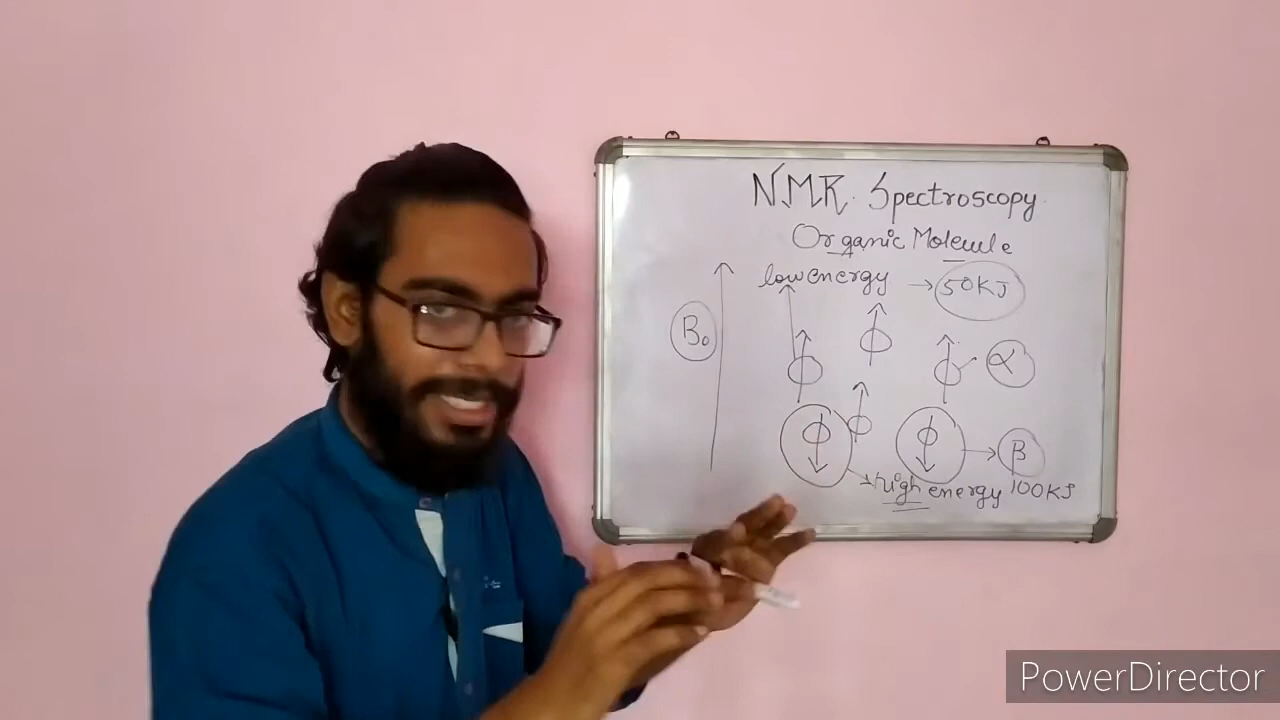 NMR Spectroscopy
Organic Molecule
low energy → 50KJ
B₀
α
β
high energy 100KJ
PowerDirector